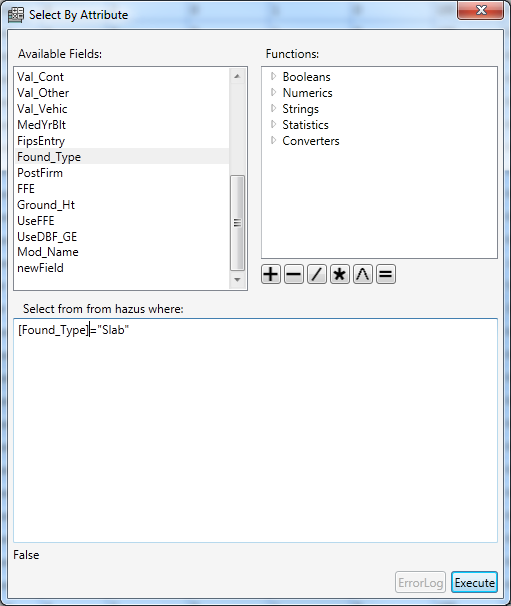 Select By Attribute
Available Fields:
Val_Cont
Val_Other
Val_Vehic
MedYrBlt
FipsEntry
Found_Type
PostFirm
FFE
Ground_Ht
UseFFE
UseDBF_GE
Mod_Name
newField
Functions:
Booleans
Numerics
Strings
Statistics
Converters
+ − / * ^ =
Select from from hazus where:
[Found_Type]="Slab"
False
ErrorLog Execute